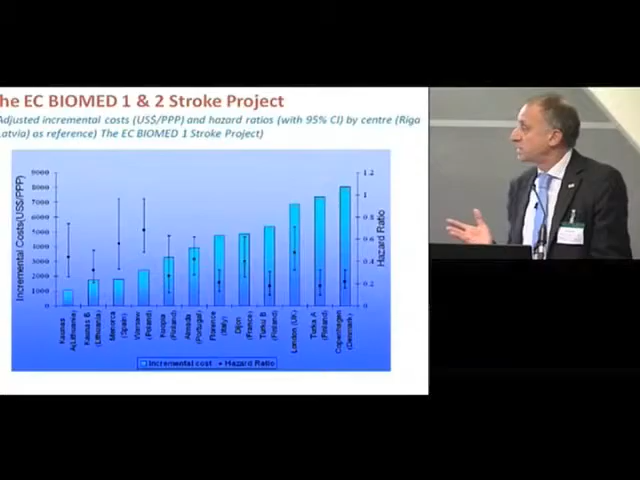 he EC BIOMED 1 & 2 Stroke Project
Adjusted incremental costs (US$/PPP) and hazard ratios (with 95% CI) by centre (Riga
Latvia) as reference) The EC BIOMED 1 Stroke Project)
Incremental Costs(US$/PPP)
9000
8000
7000
6000
5000
4000
3000
2000
1000
0
1.2
1
0.8
0.6
0.4
0.2
0
Hazard Ratio
Kaunas
A(Lithuania)
Kaunas B
(Lithuania)
Menorca
(Spain)
Warsaw
(Poland)
Kuopio
(Finland)
Almada
(Portugal)
Florence
(Italy)
Dijon
(France)
Turku B
(Finland)
London (UK)
Turku A
(Finland)
Copenhagen
(Denmark)
Incremental cost
Hazard Ratio